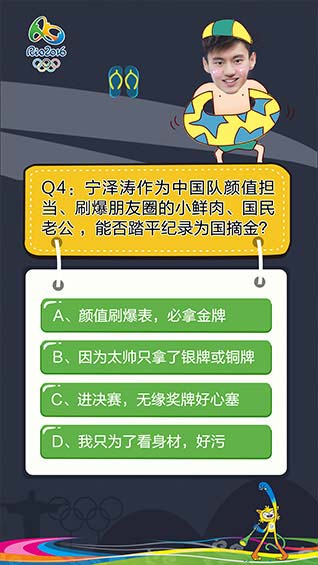 Rio2016
Q4：宁泽涛作为中国队颜值担
当、刷爆朋友圈的小鲜肉、国民
老公 ，能否踏平纪录为国摘金?
A、颜值刷爆表，必拿金牌
B、因为太帅只拿了银牌或铜牌
C、进决赛，无缘奖牌好心塞
D、我只为了看身材，好污